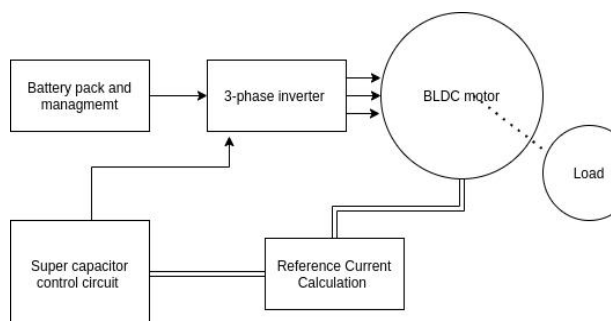 Battery pack and
managmemt
3-phase inverter
BLDC motor
Load
Super capacitor
control circuit
Reference Current
Calculation